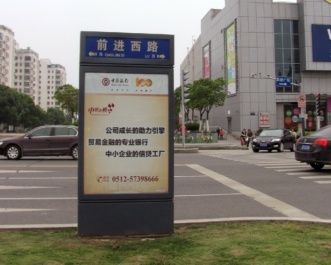 前进西路
中国银行
公司成长的助力引擎
贸易金融的专业银行
中小企业的信贷工厂
0512-57398666